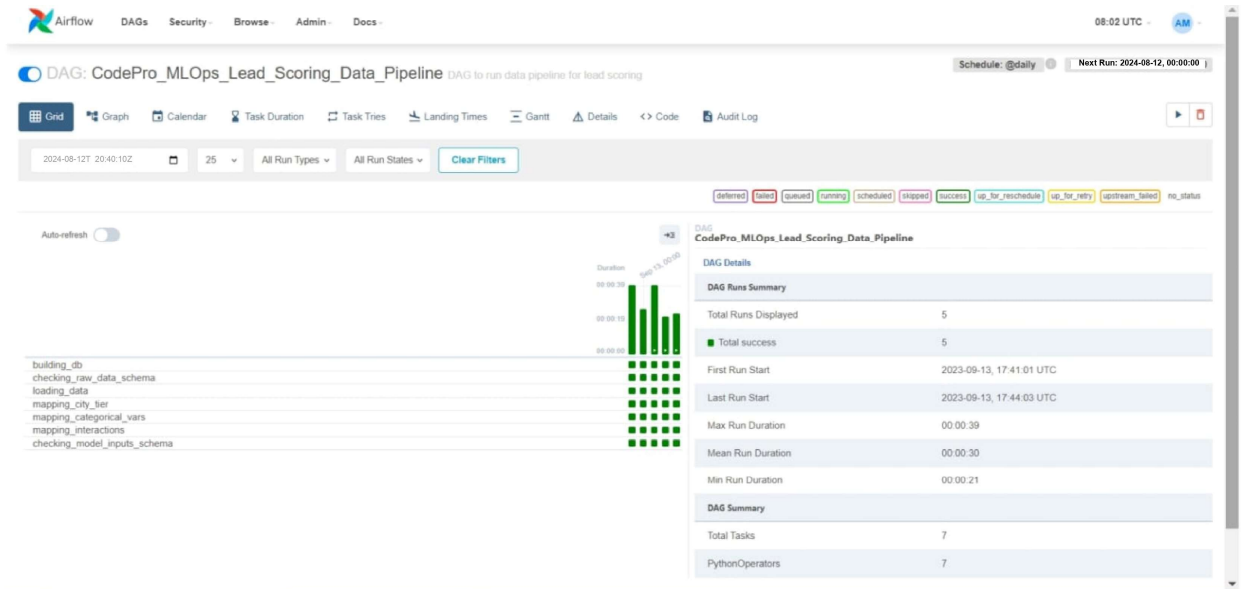 Airflow DAGs Security Browse Admin Docs 08:02 UTC AM
DAG: CodePro_MLOps_Lead_Scoring_Data_Pipeline DAG to run data pipeline for lead scoring Schedule: @daily Next Run: 2024-08-12, 00:00:00
Grid Graph Calendar Task Duration Task Tries Landing Times Gantt Details <> Code Audit Log
2024-08-12T 20:40:10Z 25 All Run Types All Run States Clear Filters
deferred failed queued running scheduled skipped success up_for_reschedule up_for_retry upstream_failed no_status
Auto-refresh
DAG
CodePro_MLOps_Lead_Scoring_Data_Pipeline
Duration Sep 13, 00:00
00:00:39
00:00:19
00:00:00
building_db
checking_raw_data_schema
loading_data
mapping_city_tier
mapping_categorical_vars
mapping_interactions
checking_model_inputs_schema
DAG Details
DAG Runs Summary
Total Runs Displayed 5
Total success 5
First Run Start 2023-09-13, 17:41:01 UTC
Last Run Start 2023-09-13, 17:44:03 UTC
Max Run Duration 00:00:39
Mean Run Duration 00:00:30
Min Run Duration 00:00:21
DAG Summary
Total Tasks 7
PythonOperators 7